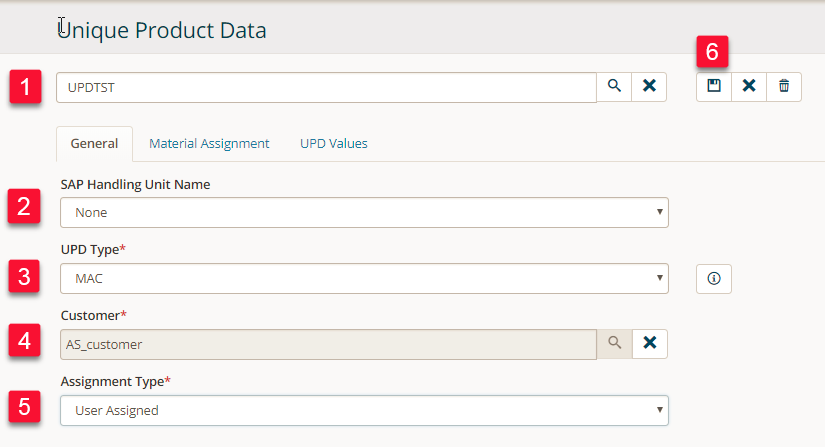 Unique Product Data
6
1
UPDTST
General Material Assignment UPD Values
SAP Handling Unit Name
2
None
UPD Type*
3
MAC
Customer*
4
AS_customer
Assignment Type*
5
User Assigned